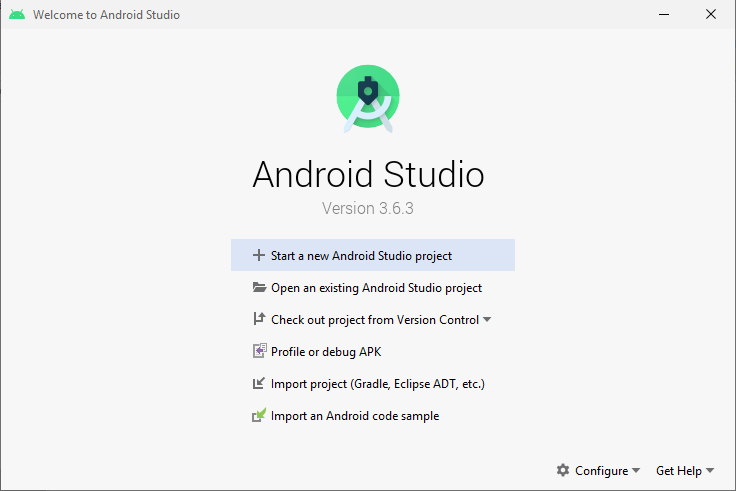 Welcome to Android Studio
Android Studio
Version 3.6.3
Start a new Android Studio project
Open an existing Android Studio project
Check out project from Version Control
Profile or debug APK
Import project (Gradle, Eclipse ADT, etc.)
Import an Android code sample
Configure Get Help